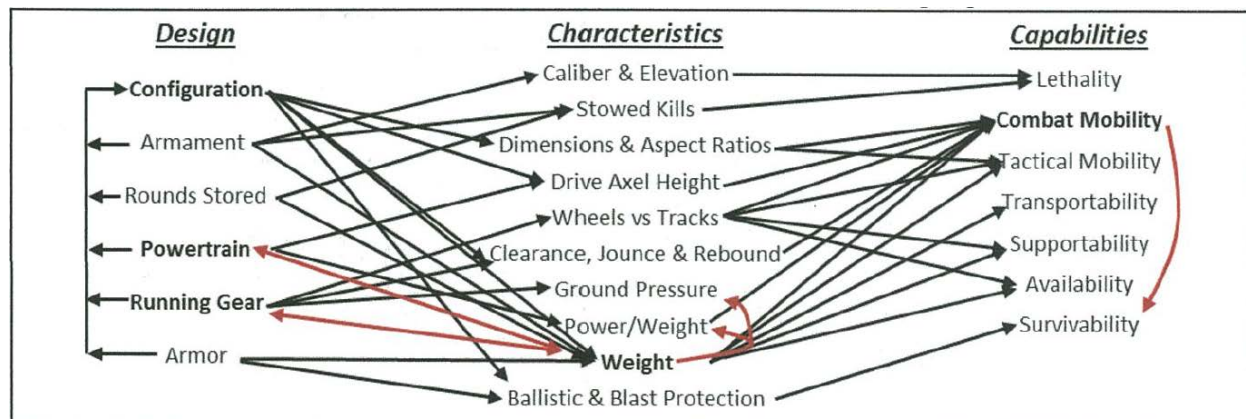 Design
Characteristics
Capabilities
Configuration
Armament
Rounds Stored
Powertrain
Running Gear
Armor
Caliber & Elevation
Stowed Kills
Dimensions & Aspect Ratios
Drive Axel Height
Wheels vs Tracks
Clearance, Jounce & Rebound
Ground Pressure
Power/Weight
Weight
Ballistic & Blast Protection
Lethality
Combat Mobility
Tactical Mobility
Transportability
Supportability
Availability
Survivability